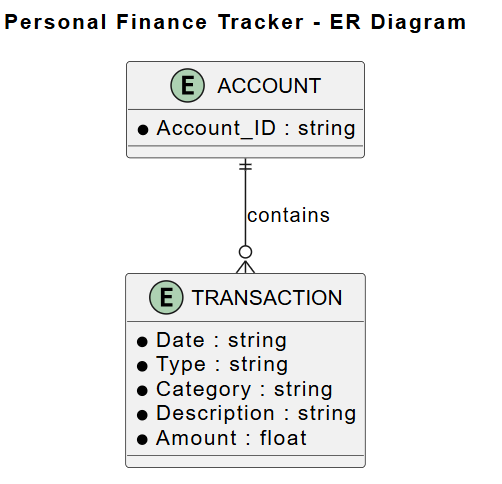 Personal Finance Tracker - ER Diagram
E ACCOUNT
Account_ID : string
contains
E TRANSACTION
Date : string
Type : string
Category : string
Description : string
Amount : float